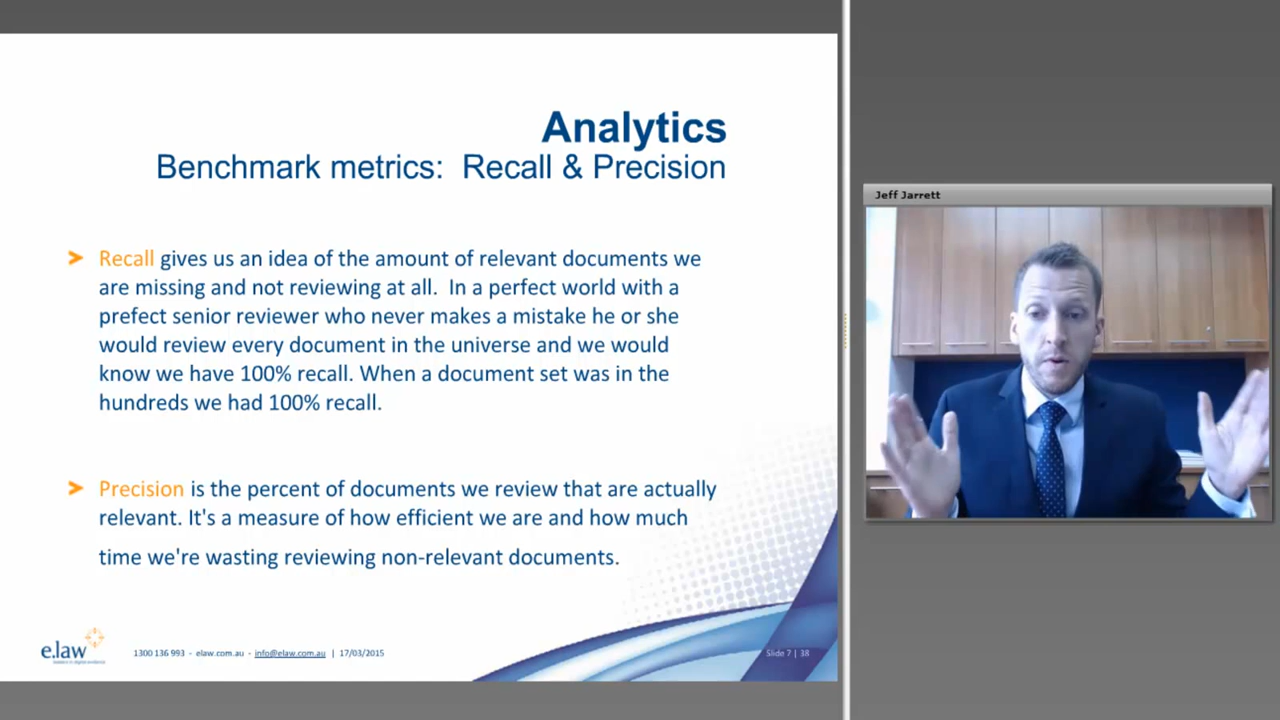 Analytics
Benchmark metrics:  Recall & Precision
Recall gives us an idea of the amount of relevant documents we
are missing and not reviewing at all.  In a perfect world with a
prefect senior reviewer who never makes a mistake he or she
would review every document in the universe and we would
know we have 100% recall. When a document set was in the
hundreds we had 100% recall.
Precision is the percent of documents we review that are actually
relevant. It's a measure of how efficient we are and how much
time we're wasting reviewing non-relevant documents.
e.law
leaders in digital evidence
1300 136 993 - elaw.com.au - info@elaw.com.au | 17/03/2015
Slide 7 | 38
Jeff Jarrett